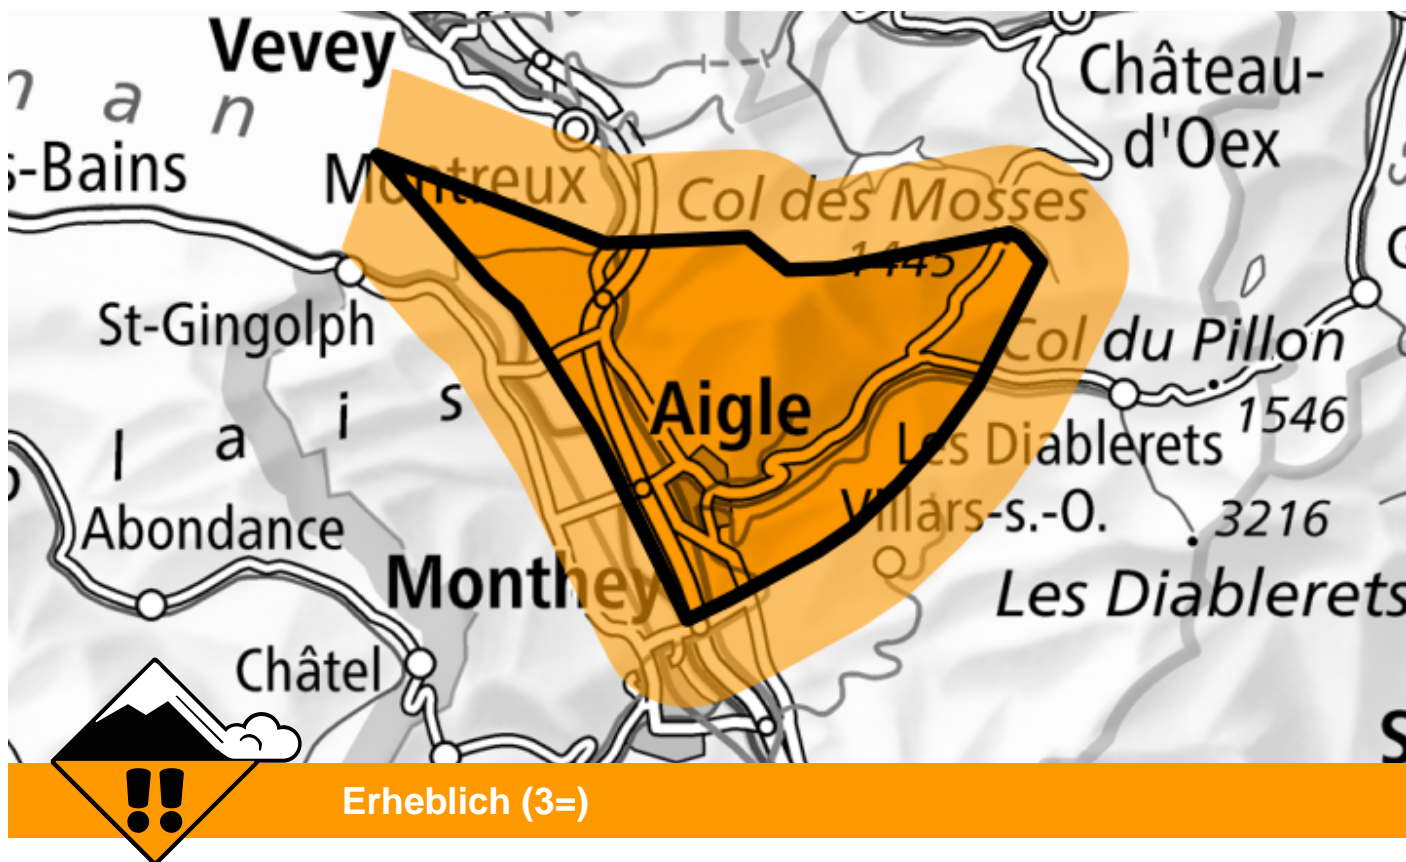 Vevey
Château-
d'Oex
n a n
s-Bains
Montreux
Col des Mosses
1445
St-Gingolph
Col du Pillon
1546
l a i s
Aigle
Les Diablerets
Villars-s.-O.
3216
Abondance
Monthey
Les Diablerets
Châtel
S
!!
Erheblich (3=)